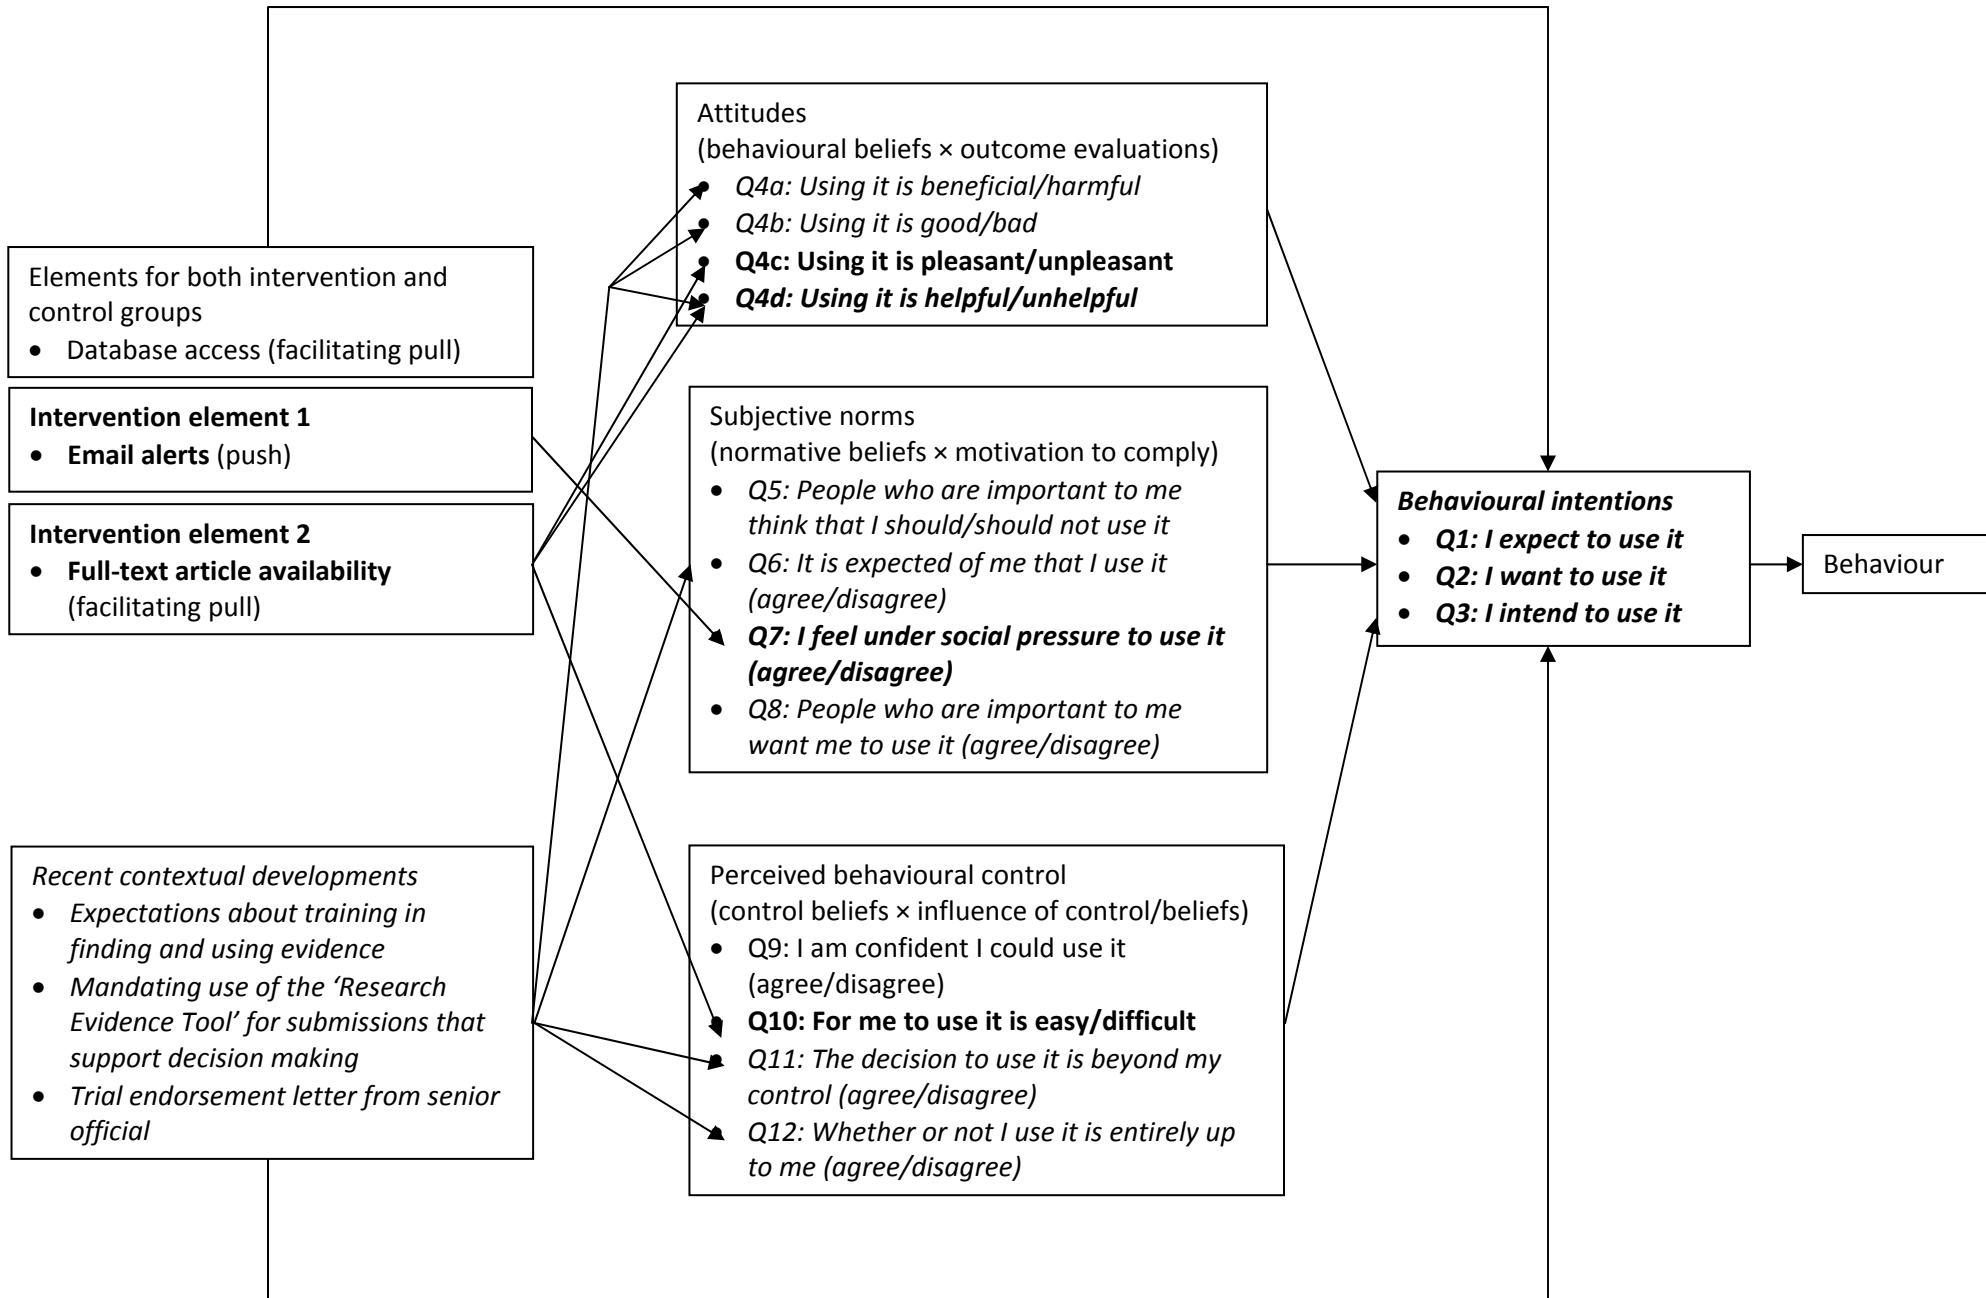 Elements for both intervention and
control groups
• Database access (facilitating pull)
Intervention element 1
• Email alerts (push)
Intervention element 2
• Full-text article availability
(facilitating pull)
Recent contextual developments
• Expectations about training in
finding and using evidence
• Mandating use of the ‘Research
Evidence Tool’ for submissions that
support decision making
• Trial endorsement letter from senior
official
Attitudes
(behavioural beliefs × outcome evaluations)
• Q4a: Using it is beneficial/harmful
• Q4b: Using it is good/bad
• Q4c: Using it is pleasant/unpleasant
• Q4d: Using it is helpful/unhelpful
Subjective norms
(normative beliefs × motivation to comply)
• Q5: People who are important to me
think that I should/should not use it
• Q6: It is expected of me that I use it
(agree/disagree)
• Q7: I feel under social pressure to use it
(agree/disagree)
• Q8: People who are important to me
want me to use it (agree/disagree)
Perceived behavioural control
(control beliefs × influence of control/beliefs)
• Q9: I am confident I could use it
(agree/disagree)
• Q10: For me to use it is easy/difficult
• Q11: The decision to use it is beyond my
control (agree/disagree)
• Q12: Whether or not I use it is entirely up
to me (agree/disagree)
Behavioural intentions
• Q1: I expect to use it
• Q2: I want to use it
• Q3: I intend to use it
Behaviour